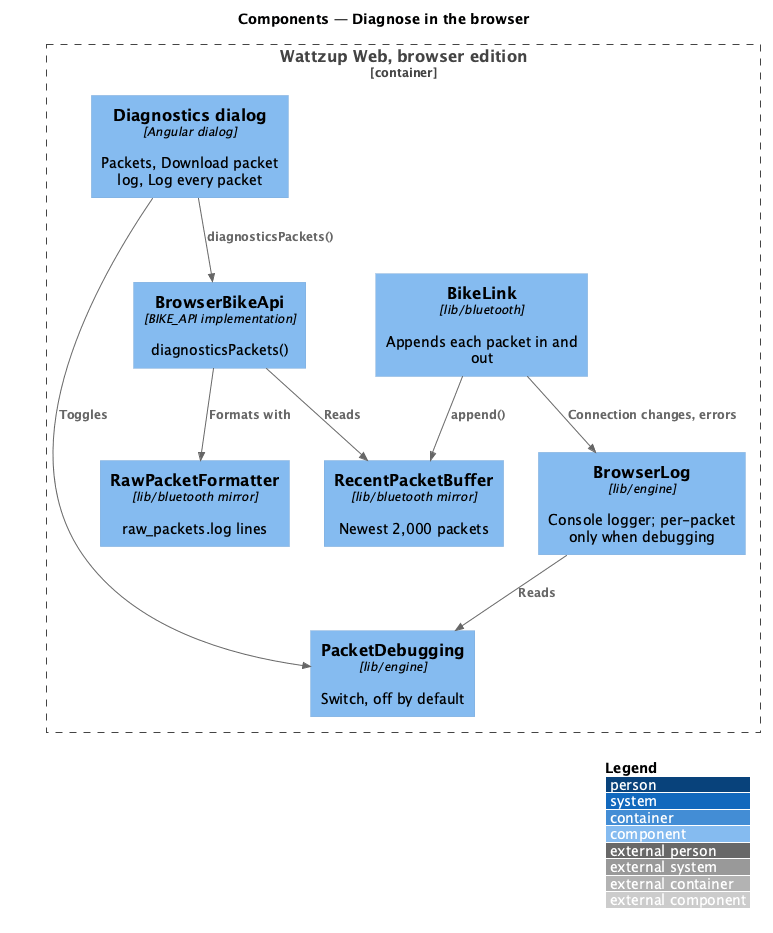 Components — Diagnose in the browser
Wattzup Web, browser edition
[container]
Diagnostics dialog
[Angular dialog]
Packets, Download packet
log, Log every packet
diagnosticsPackets()
BrowserBikeApi
[BIKE_API implementation]
diagnosticsPackets()
BikeLink
[lib/bluetooth]
Appends each packet in and
out
Toggles
Formats with
Reads
append()
Connection changes, errors
RawPacketFormatter
[lib/bluetooth mirror]
raw_packets.log lines
RecentPacketBuffer
[lib/bluetooth mirror]
Newest 2,000 packets
BrowserLog
[lib/engine]
Console logger; per-packet
only when debugging
Reads
PacketDebugging
[lib/engine]
Switch, off by default
Legend
person
system
container
component
external person
external system
external container
external component